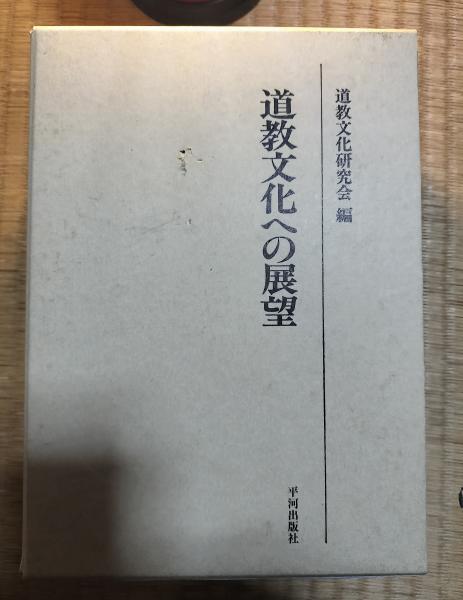 道教文化研究会 編
道教文化への展望
平河出版社